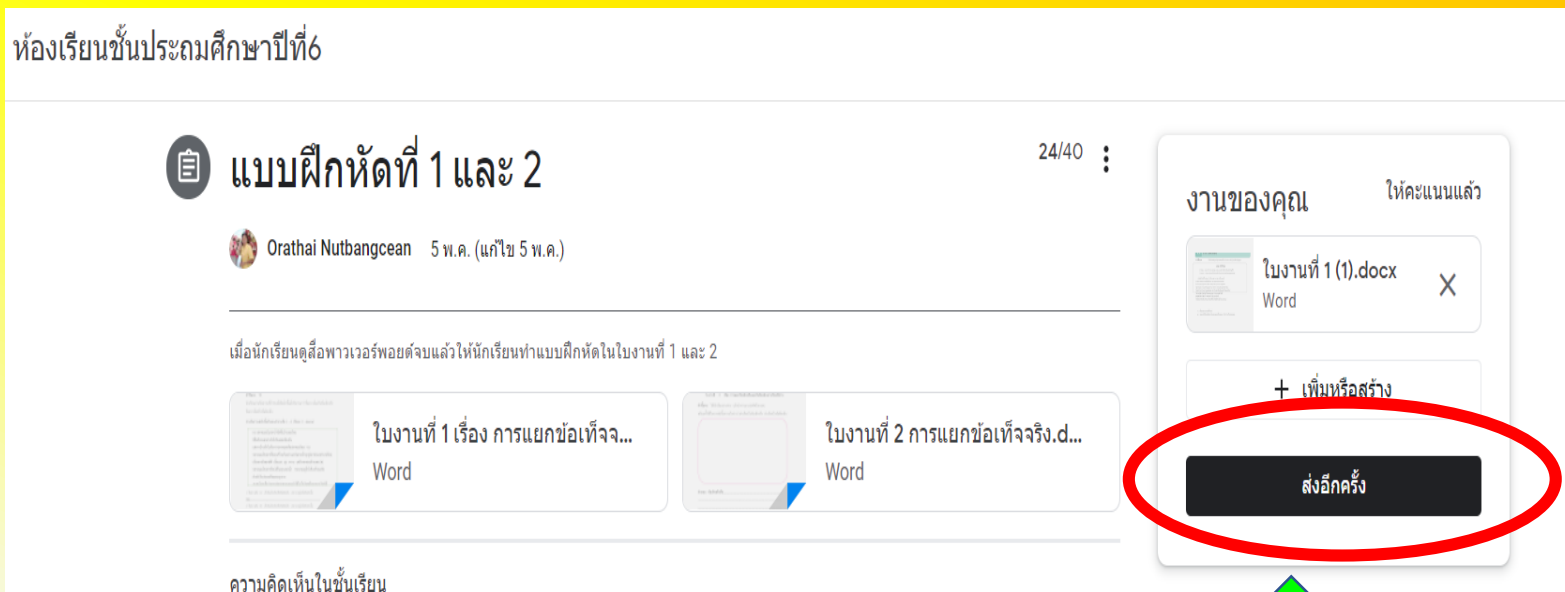 ห้องเรียนชั้นประถมศึกษาปีที่6
แบบฝึกหัดที่ 1 และ 2
24/40
Orathai Nutbangcean 5 พ.ค. (แก้ไข 5 พ.ค.)
เมื่อนักเรียนดูสื่อพาวเวอร์พอยต์จบแล้วให้นักเรียนทำแบบฝึกหัดในใบงานที่ 1 และ 2
ใบงานที่ 1 เรื่อง การแยกข้อเท็จจ...
Word
ใบงานที่ 2 การแยกข้อเท็จจริง.d...
Word
ความคิดเห็นในชั้นเรียน
งานของคุณ
ให้คะแนนแล้ว
ใบงานที่ 1 (1).docx
Word
+ เพิ่มหรือสร้าง
ส่งอีกครั้ง